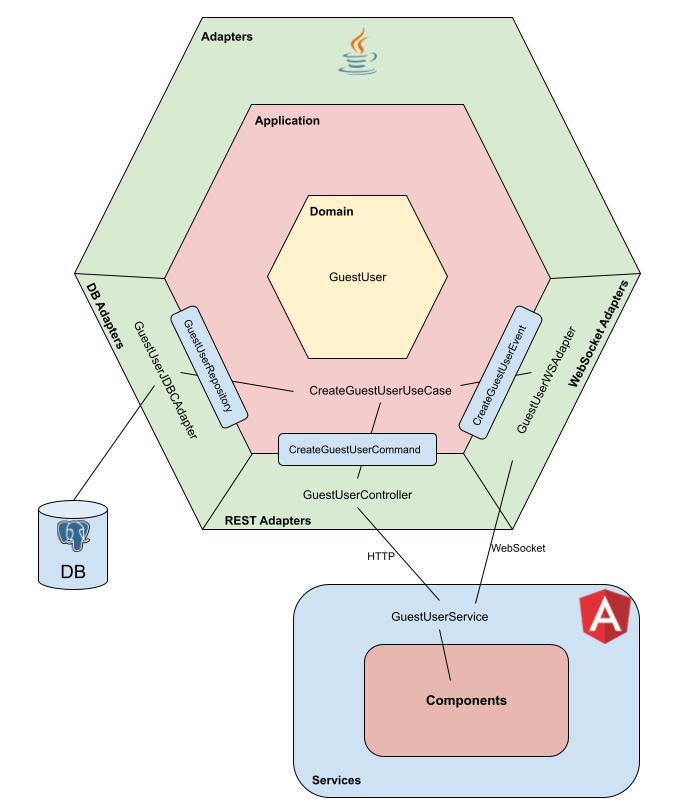 Adapters
Application
Domain
GuestUser
DB Adapters
GuestUserJDBCAdapter
GuestUserRepository
CreateGuestUserUseCase
CreateGuestUserEvent
GuestUserWSAdapter
WebSocket Adapters
CreateGuestUserCommand
GuestUserController
REST Adapters
HTTP
WebSocket
DB
GuestUserService
A
Components
Services